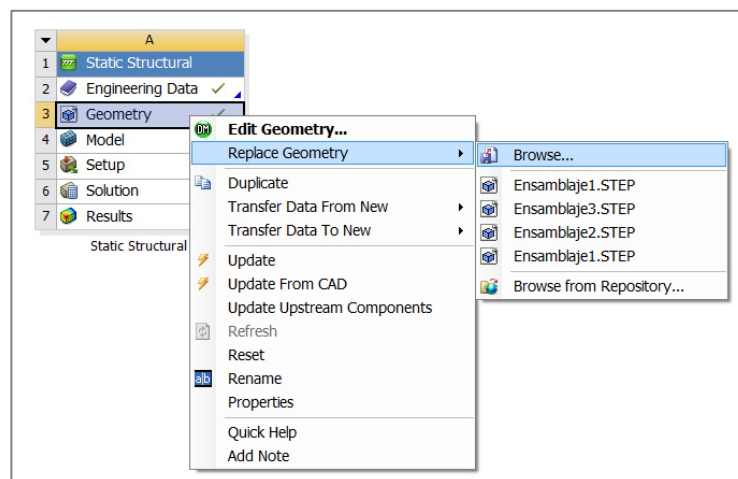 A
1 Static Structural
2 Engineering Data
3 Geometry
4 Model
5 Setup
6 Solution
7 Results
Static Structural
DM Edit Geometry...
Replace Geometry
Duplicate
Transfer Data From New
Transfer Data To New
Update
Update From CAD
Update Upstream Components
Refresh
Reset
a|b Rename
Properties
Quick Help
Add Note
Browse...
Ensamblaje1.STEP
Ensamblaje3.STEP
Ensamblaje2.STEP
Ensamblaje1.STEP
Browse from Repository...